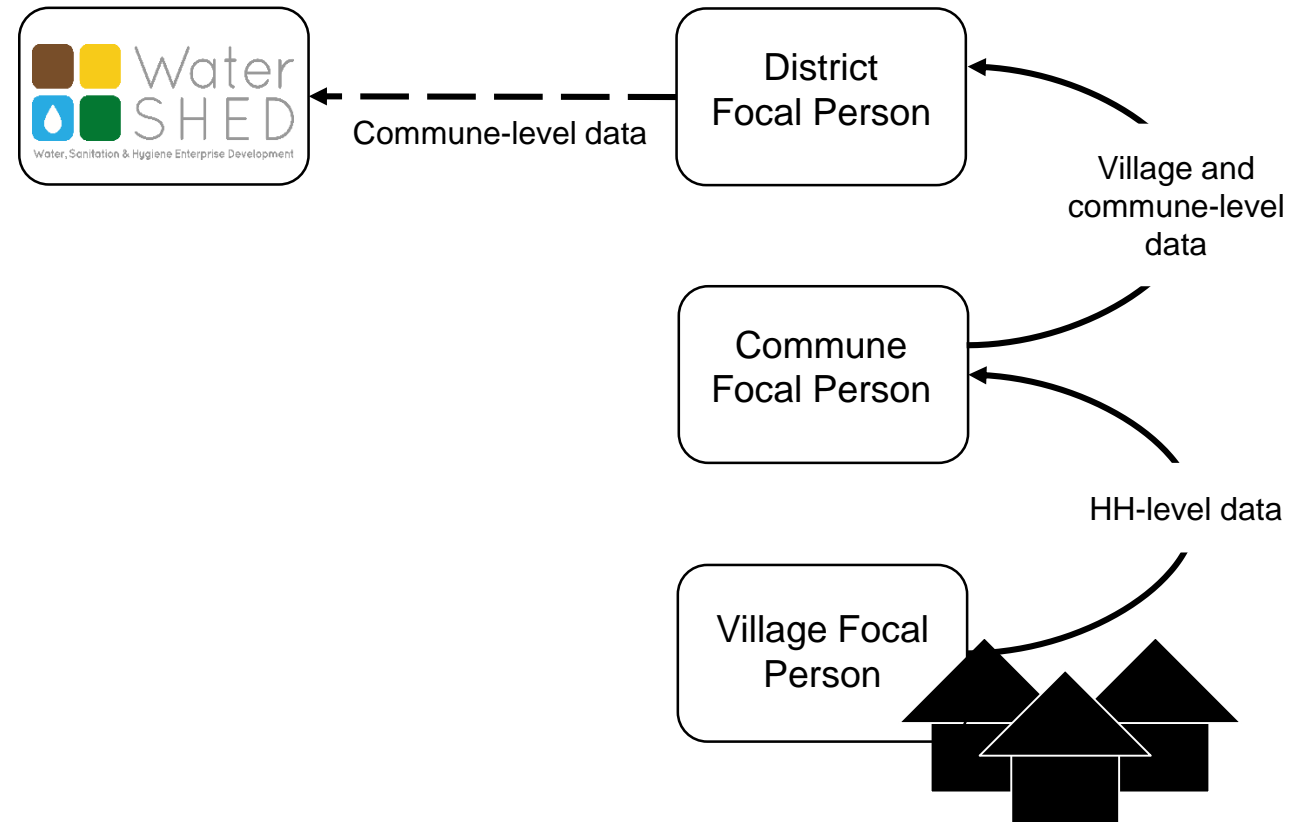 Water
SHED
Water, Sanitation & Hygiene Enterprise Development
Commune-level data
District
Focal Person
Village and
commune-level
data
Commune
Focal Person
HH-level data
Village Focal
Person